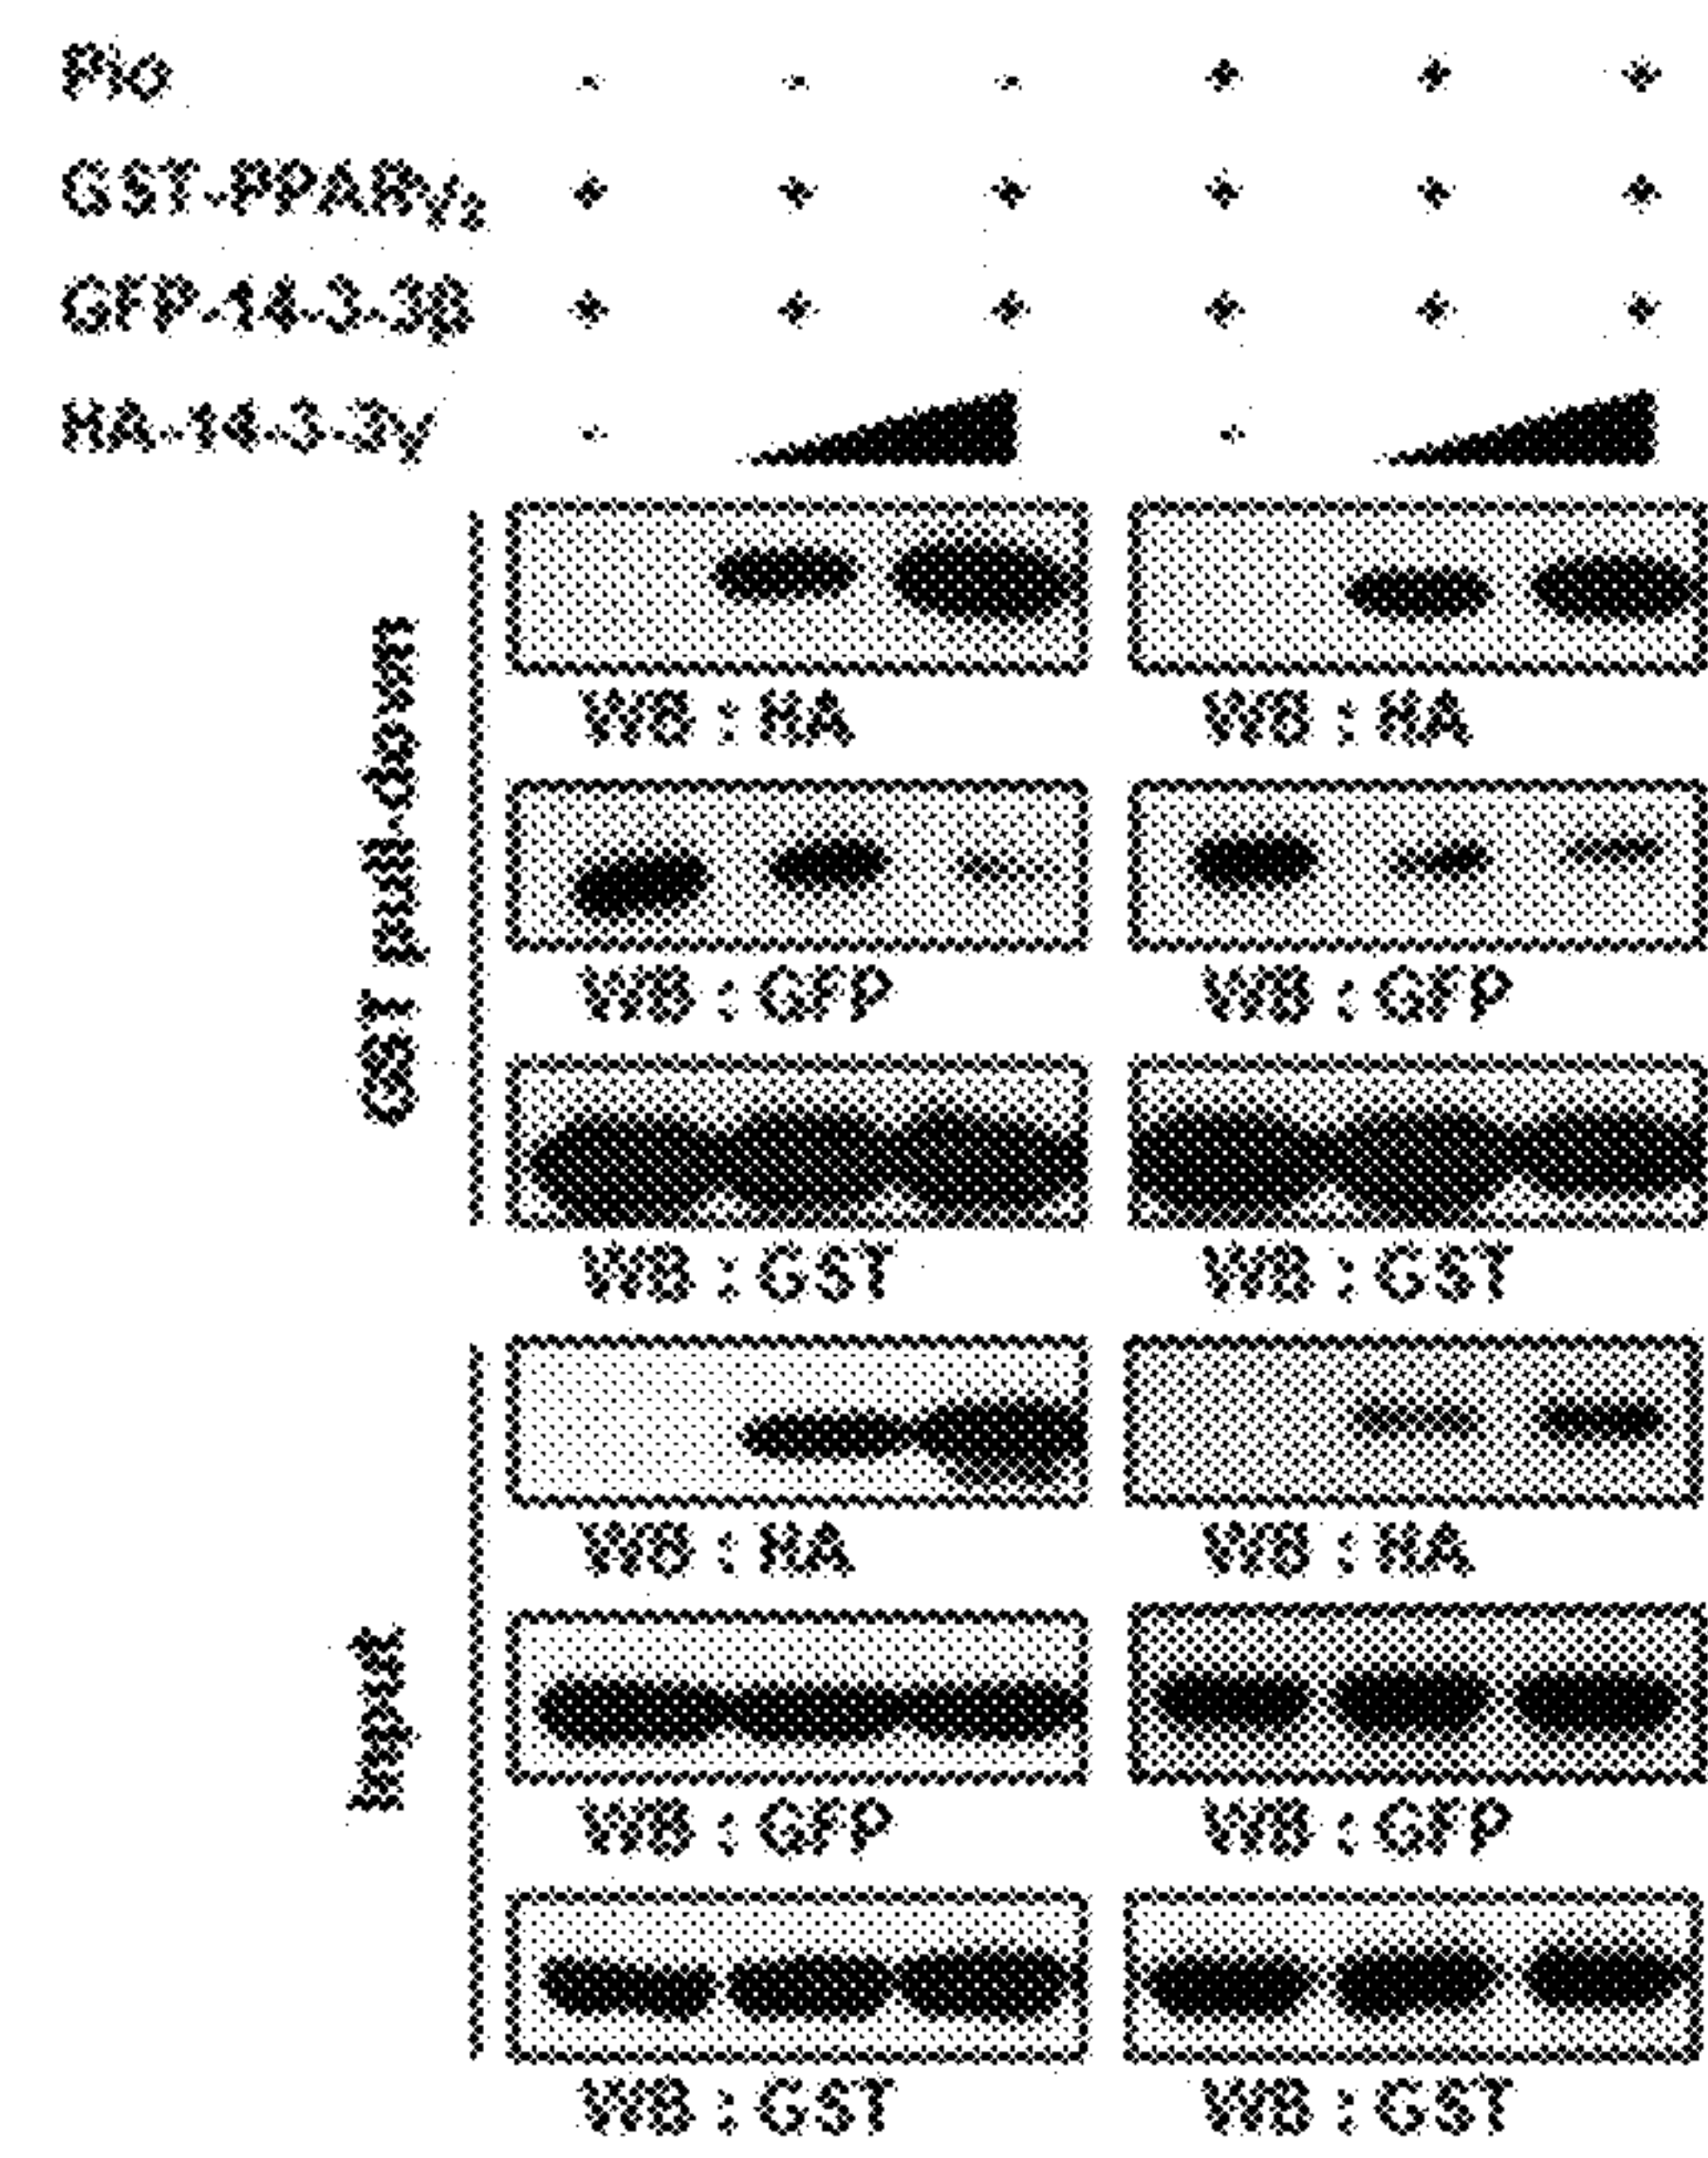 Pio - - - + + +
GST-PPARγ2 + + + + + +
GFP-14-3-3β + + + + + +
HA-14-3-3γ - -
GST pull-down
WB : HA WB : HA
WB : GFP WB : GFP
WB : GST WB : GST
Input
WB : HA WB : HA
WB : GFP WB : GFP
WB : GST WB : GST